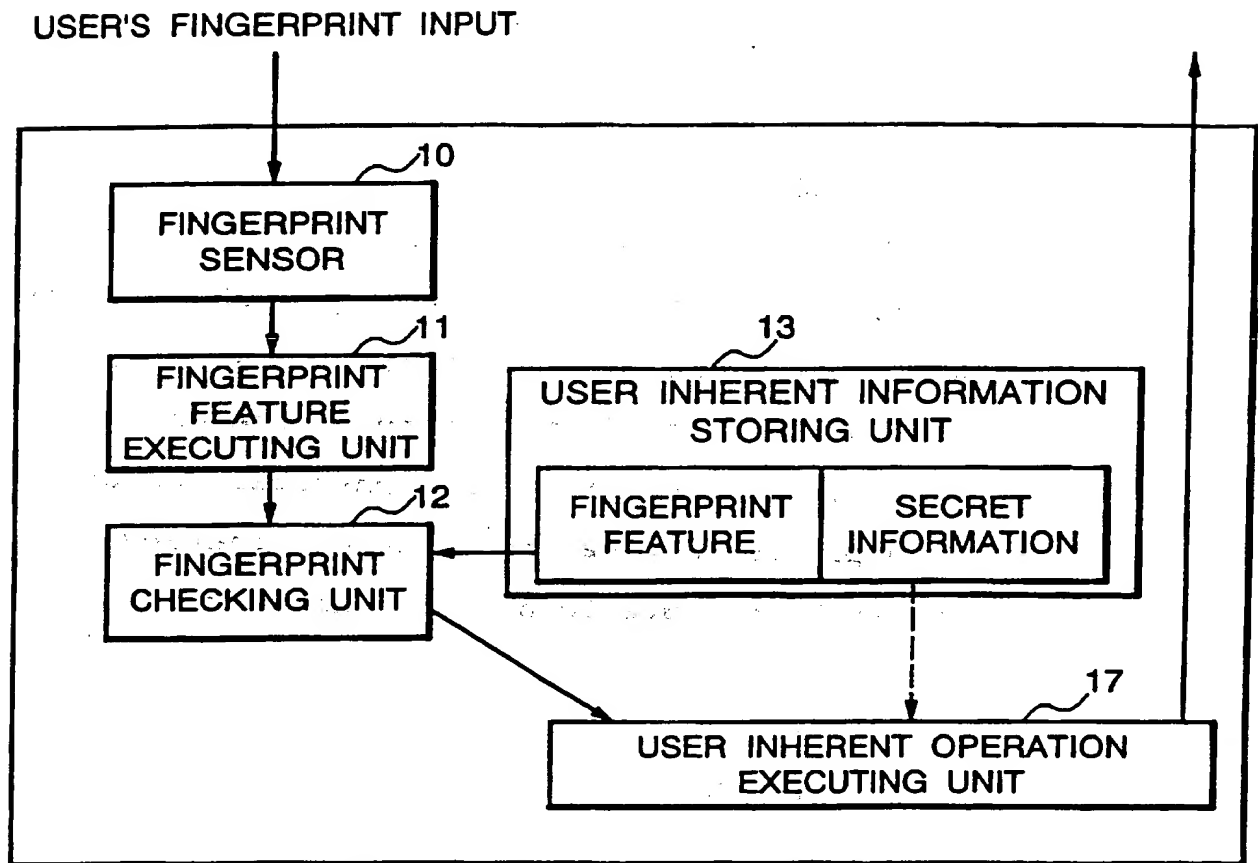 USER'S FINGERPRINT INPUT
10
FINGERPRINT
SENSOR
11
FINGERPRINT
FEATURE
EXECUTING UNIT
12
FINGERPRINT
CHECKING UNIT
13
USER INHERENT INFORMATION
STORING UNIT
FINGERPRINT
FEATURE
SECRET
INFORMATION
17
USER INHERENT OPERATION
EXECUTING UNIT